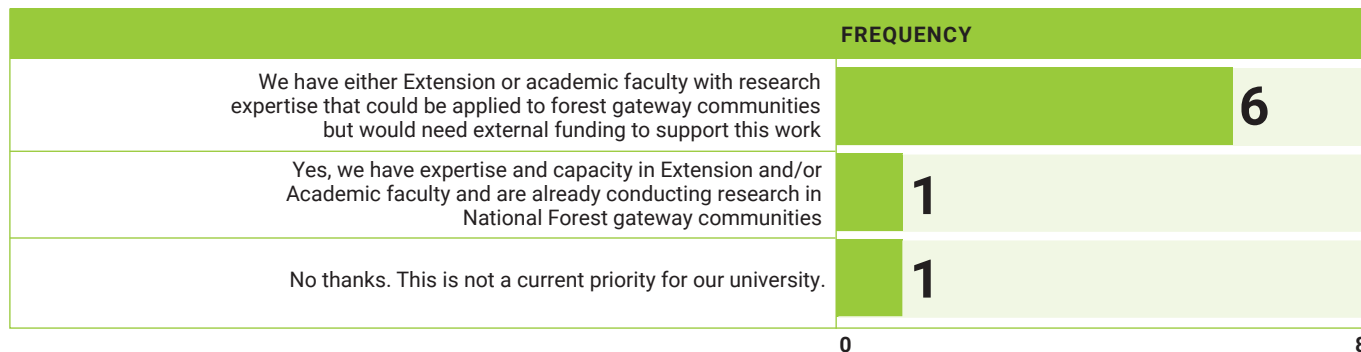 FREQUENCY
We have either Extension or academic faculty with research
expertise that could be applied to forest gateway communities
but would need external funding to support this work
6
Yes, we have expertise and capacity in Extension and/or
Academic faculty and are already conducting research in
National Forest gateway communities
1
No thanks. This is not a current priority for our university.
1
0 8